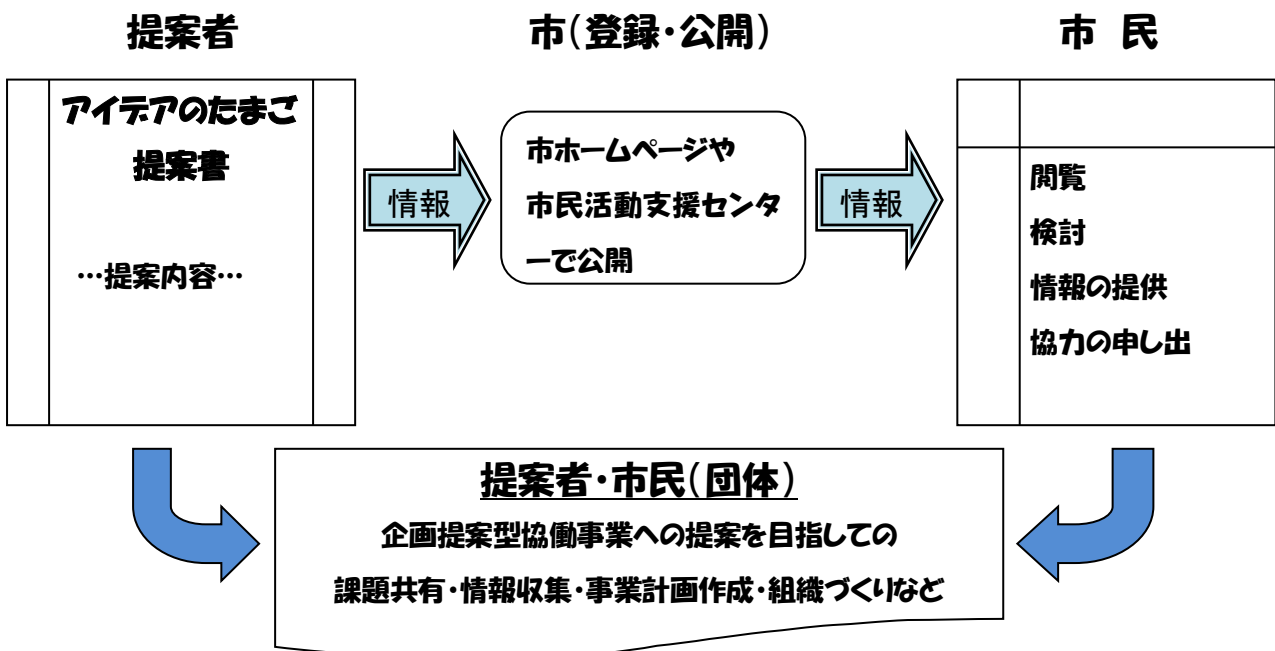 提案者
市(登録・公開)
市 民
アイデアのたまご
提案書
…提案内容…
情報
市ホームページや
市民活動支援センタ
ーで公開
情報
閲覧
検討
情報の提供
協力の申し出
提案者・市民(団体)
企画提案型協働事業への提案を目指しての
課題共有・情報収集・事業計画作成・組織づくりなど